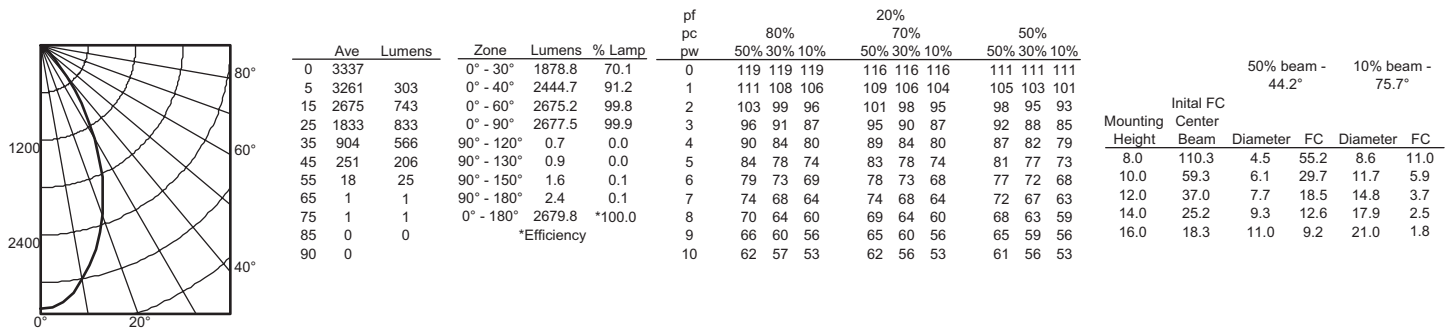 80°
1200
60°
2400
40°
0°
20°
Ave Lumens
0 3337
5 3261 303
15 2675 743
25 1833 833
35 904 566
45 251 206
55 18 25
65 1 1
75 1 1
85 0 0
90 0
Zone Lumens % Lamp
0° - 30° 1878.8 70.1
0° - 40° 2444.7 91.2
0° - 60° 2675.2 99.8
0° - 90° 2677.5 99.9
90° - 120° 0.7 0.0
90° - 130° 0.9 0.0
90° - 150° 1.6 0.1
90° - 180° 2.4 0.1
0° - 180° 2679.8 *100.0
*Efficiency
pf 20%
pc 80% 70% 50%
pw 50% 30% 10% 50% 30% 10% 50% 30% 10%
0 119 119 119 116 116 116 111 111 111
1 111 108 106 109 106 104 105 103 101
2 103 99 96 101 98 95 98 95 93
3 96 91 87 95 90 87 92 88 85
4 90 84 80 89 84 80 87 82 79
5 84 78 74 83 78 74 81 77 73
6 79 73 69 78 73 68 77 72 68
7 74 68 64 74 68 64 72 67 63
8 70 64 60 69 64 60 68 63 59
9 66 60 56 65 60 56 65 59 56
10 62 57 53 62 56 53 61 56 53
50% beam - 10% beam -
44.2° 75.7°
Inital FC
Mounting Center
Height Beam Diameter FC Diameter FC
8.0 110.3 4.5 55.2 8.6 11.0
10.0 59.3 6.1 29.7 11.7 5.9
12.0 37.0 7.7 18.5 14.8 3.7
14.0 25.2 9.3 12.6 17.9 2.5
16.0 18.3 11.0 9.2 21.0 1.8